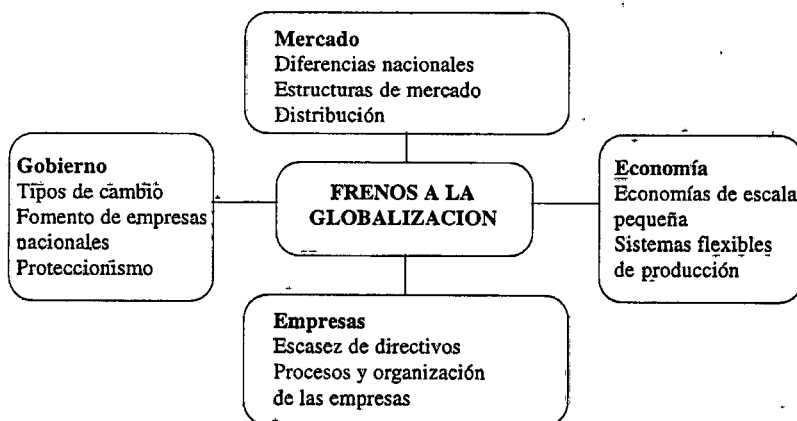 Mercado
Diferencias nacionales
Estructuras de mercado
Distribución
Gobierno
Tipos de cambio
Fomento de empresas
nacionales
Proteccionismo
FRENOS A LA
GLOBALIZACION
Economía
Economías de escala
pequeña
Sistemas flexibles
de producción
Empresas
Escasez de directivos
Procesos y organización
de las empresas